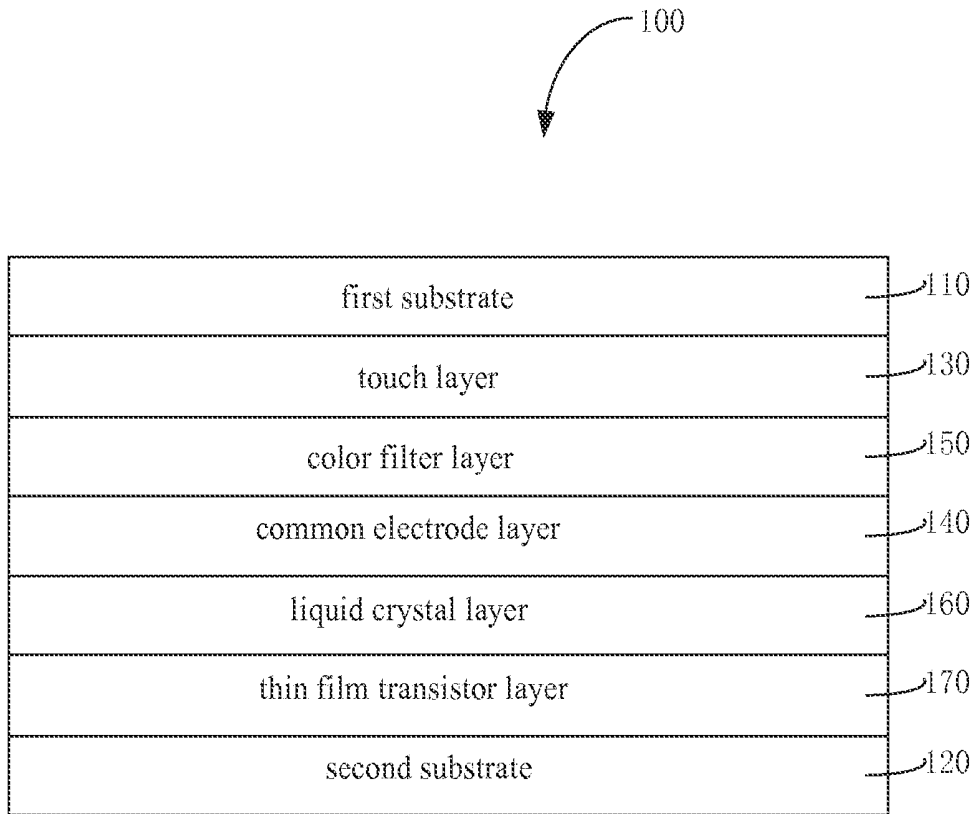 100
first substrate 110
touch layer 130
color filter layer 150
common electrode layer 140
liquid crystal layer 160
thin film transistor layer 170
second substrate 120